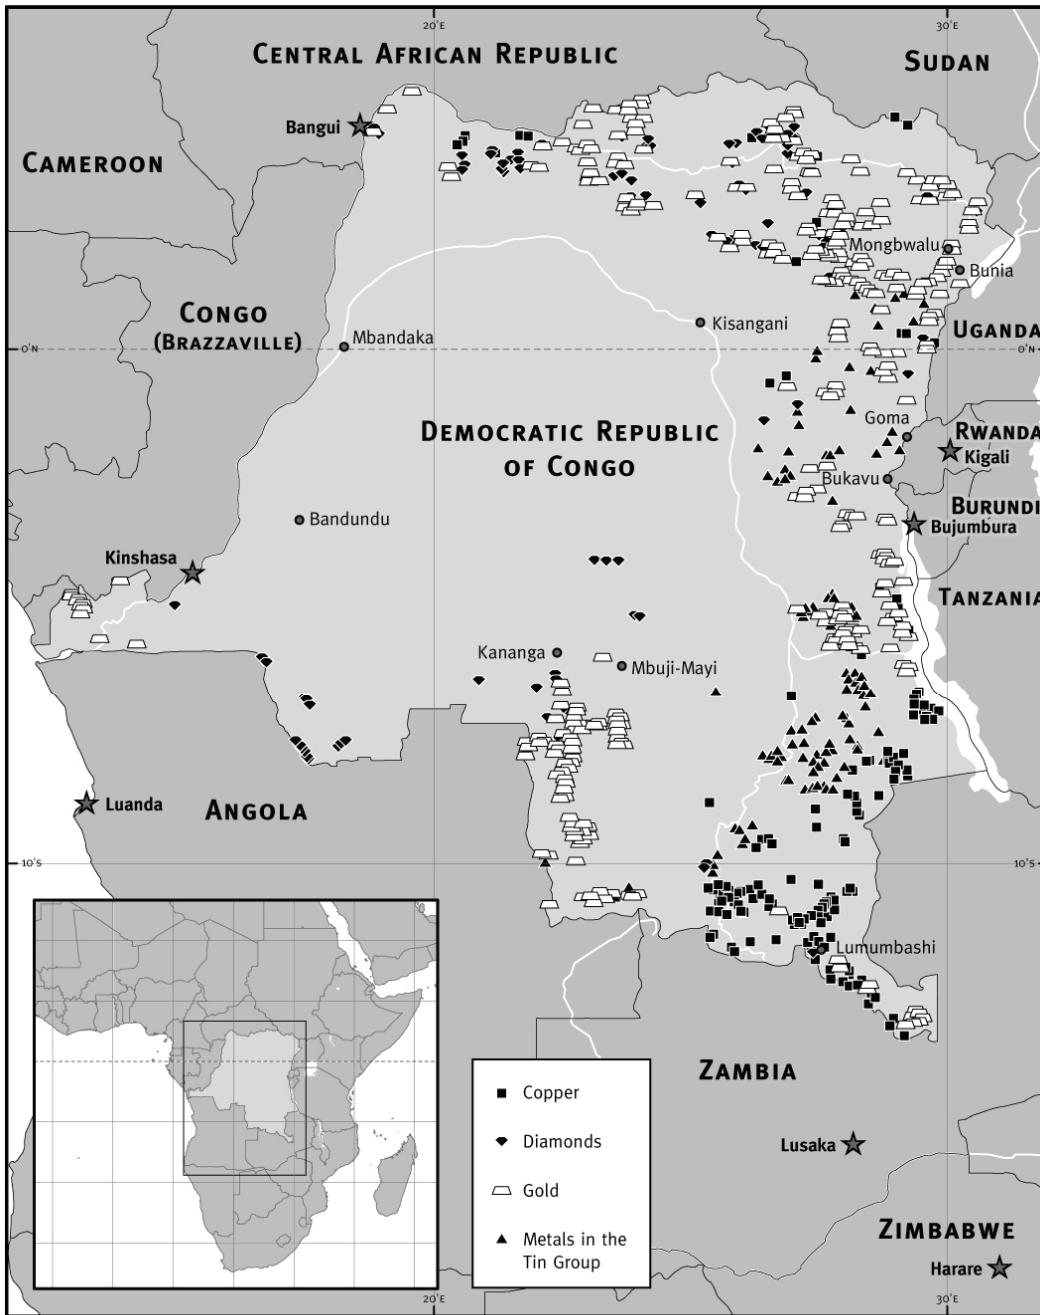 20°E
30°E
CENTRAL AFRICAN REPUBLIC
SUDAN
Bangui
CAMEROON
Mongbwalu
Bunia
CONGO
(BRAZZAVILLE)
Kisangani
UGANDA
Mbandaka
0°N
0°N
Goma
DEMOCRATIC REPUBLIC
OF CONGO
RWANDA
Kigali
Bukavu
BURUNDI
Bandundu
Bujumbura
Kinshasa
TANZANIA
Kananga
Mbuji-Mayi
Luanda
ANGOLA
10°S
10°S
Lumumbashi
ZAMBIA
Copper
Diamonds
Lusaka
Gold
Metals in the
Tin Group
ZIMBABWE
Harare
20°E
30°E